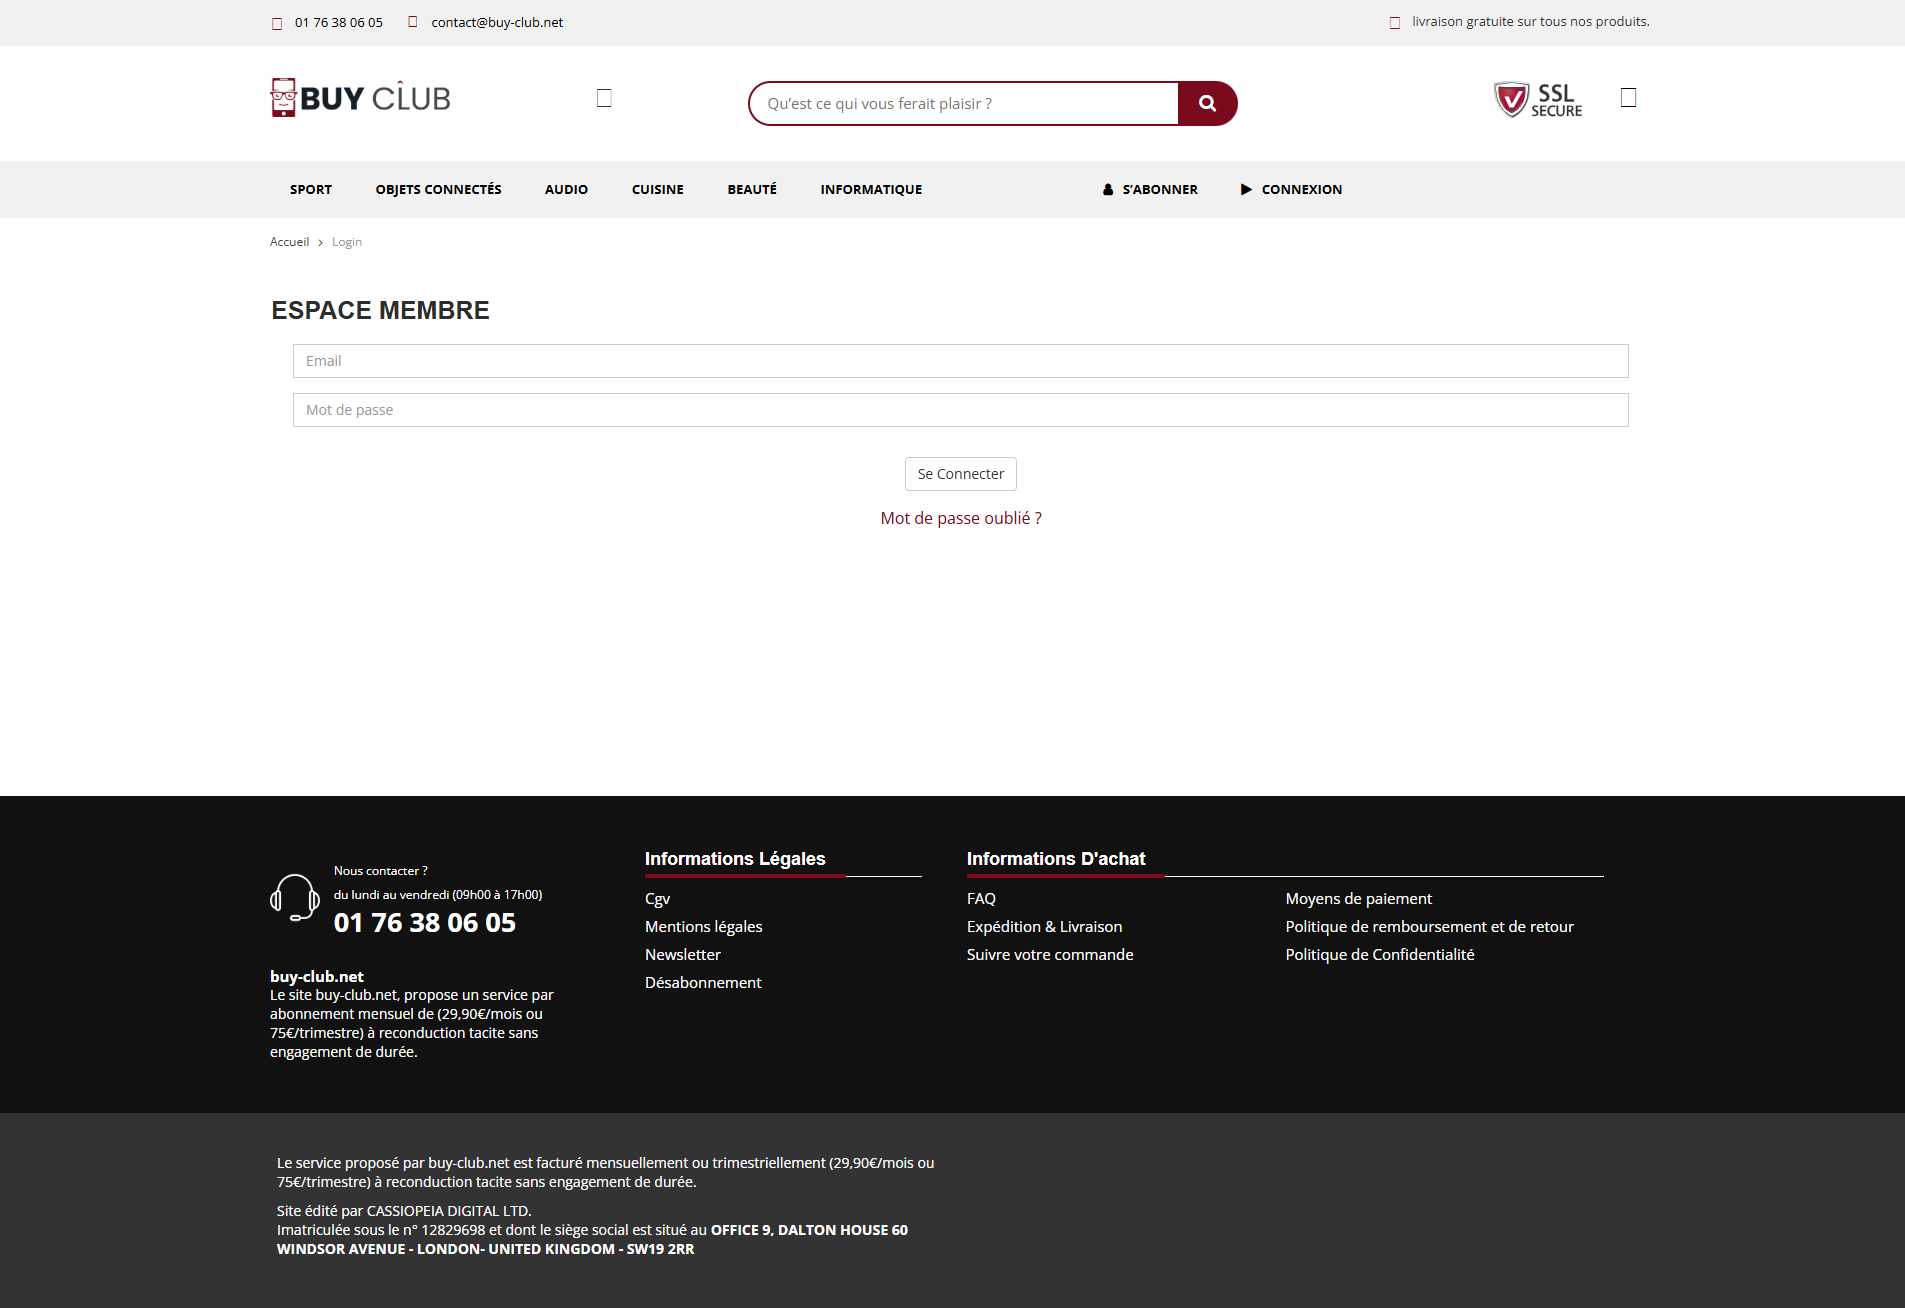 01 76 38 06 05 contact@buy-club.net livraison gratuite sur tous nos produits.
BUY CLUB
Qu’est ce qui vous ferait plaisir ?
SSL
SECURE
SPORT OBJETS CONNECTÉS AUDIO CUISINE BEAUTÉ INFORMATIQUE S’ABONNER CONNEXION
Accueil > Login
ESPACE MEMBRE
Email
Mot de passe
Se Connecter
Mot de passe oublié ?
Nous contacter ?
du lundi au vendredi (09h00 à 17h00)
01 76 38 06 05
buy-club.net
Le site buy-club.net, propose un service par
abonnement mensuel de (29,90€/mois ou
75€/trimestre) à reconduction tacite sans
engagement de durée.
Informations Légales
Cgv
Mentions légales
Newsletter
Désabonnement
Informations D'achat
FAQ
Expédition & Livraison
Suivre votre commande
Moyens de paiement
Politique de remboursement et de retour
Politique de Confidentialité
Le service proposé par buy-club.net est facturé mensuellement ou trimestriellement (29,90€/mois ou
75€/trimestre) à reconduction tacite sans engagement de durée.
Site édité par CASSIOPEIA DIGITAL LTD.
Imatriculée sous le n° 12829698 et dont le siège social est situé au OFFICE 9, DALTON HOUSE 60
WINDSOR AVENUE - LONDON- UNITED KINGDOM - SW19 2RR